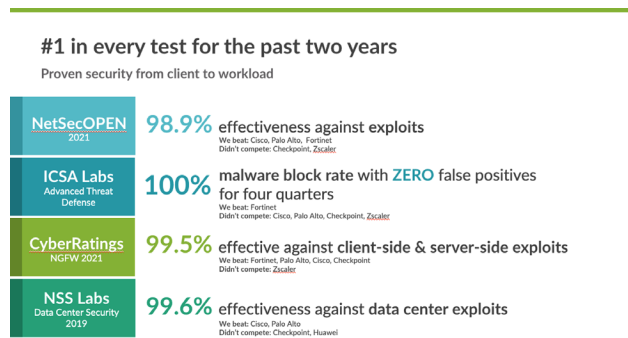 #1 in every test for the past two years
Proven security from client to workload
NetSecOPEN
2021
98.9% effectiveness against exploits
We beat: Cisco, Palo Alto, Fortinet
Didn't compete: Checkpoint, Zscaler
ICSA Labs
Advanced Threat
Defense
100% malware block rate with ZERO false positives
for four quarters
We beat: Fortinet
Didn't compete: Cisco, Palo Alto, Checkpoint, Zscaler
CyberRatings
NGFW 2021
99.5% effective against client-side & server-side exploits
We beat: Fortinet, Palo Alto, Cisco, Checkpoint
Didn't compete: Zscaler
NSS Labs
Data Center Security
2019
99.6% effectiveness against data center exploits
We beat: Cisco, Palo Alto
Didn't compete: Checkpoint, Huawei